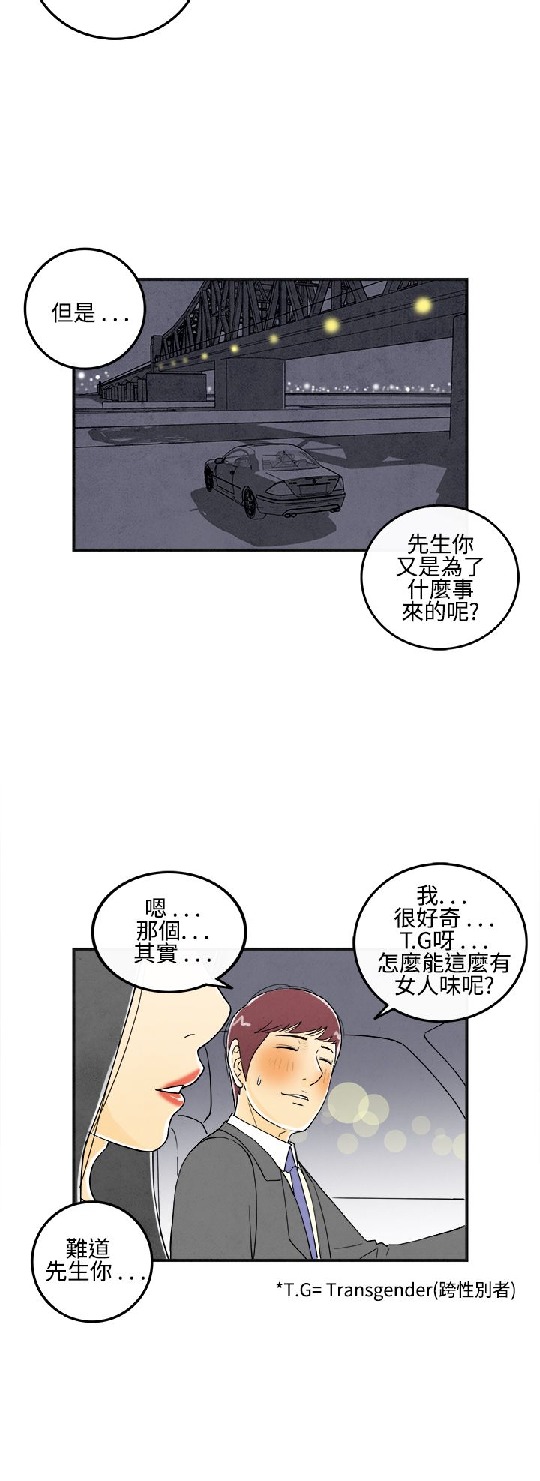 但是 . . .
先生你
又是為了
什麼事
來的呢?
嗯 . . .
那個. . .
其實 . . .
我. . .
很好奇 . . .
T.G呀 . . .
怎麼能這麼有
女人味呢?
難道
先生你 . . .
*T.G= Transgender(跨性別者)